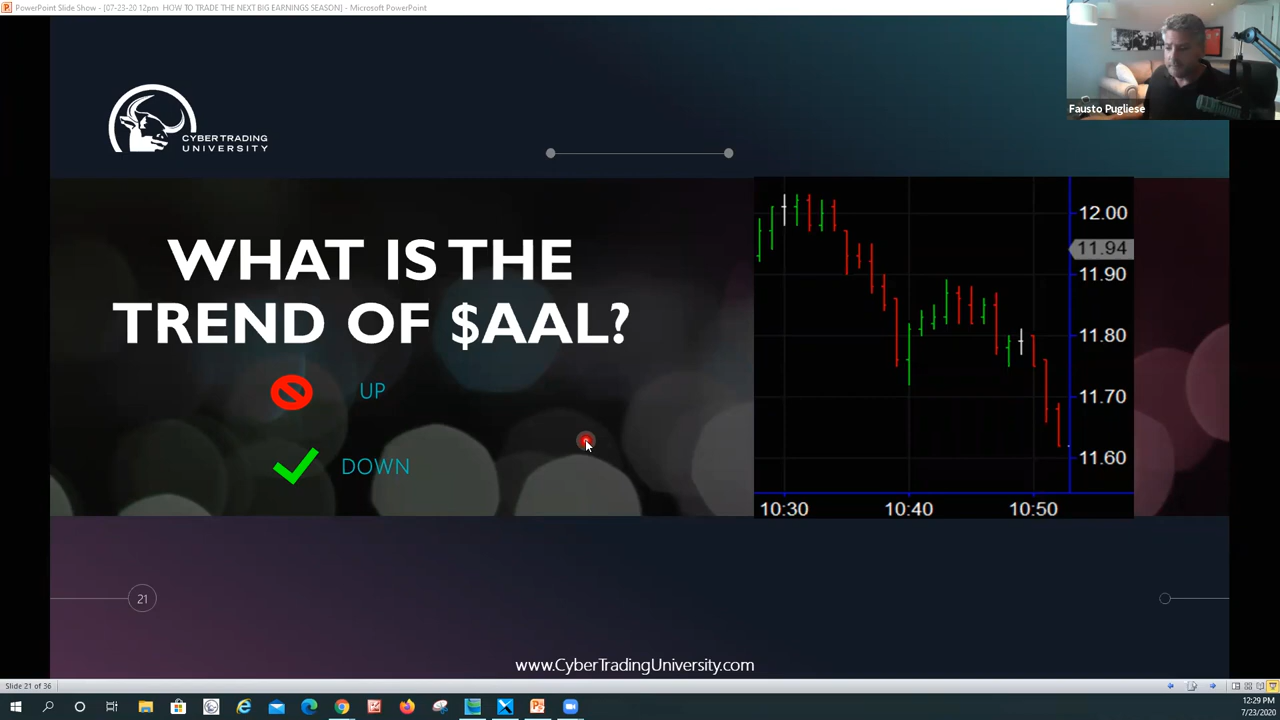 PowerPoint Slide Show - [07-23-20 12pm  HOW TO TRADE THE NEXT BIG EARNINGS SEASON] - Microsoft PowerPoint
Fausto Pugliese
CYBERTRADING
UNIVERSITY
WHAT IS THE
TREND OF $AAL?
UP
DOWN
12.00
11.94
11.90
11.80
11.70
11.60
10:30
10:40
10:50
21
www.CyberTradingUniversity.com
Slide 21 of 36
12:29 PM
7/23/2020